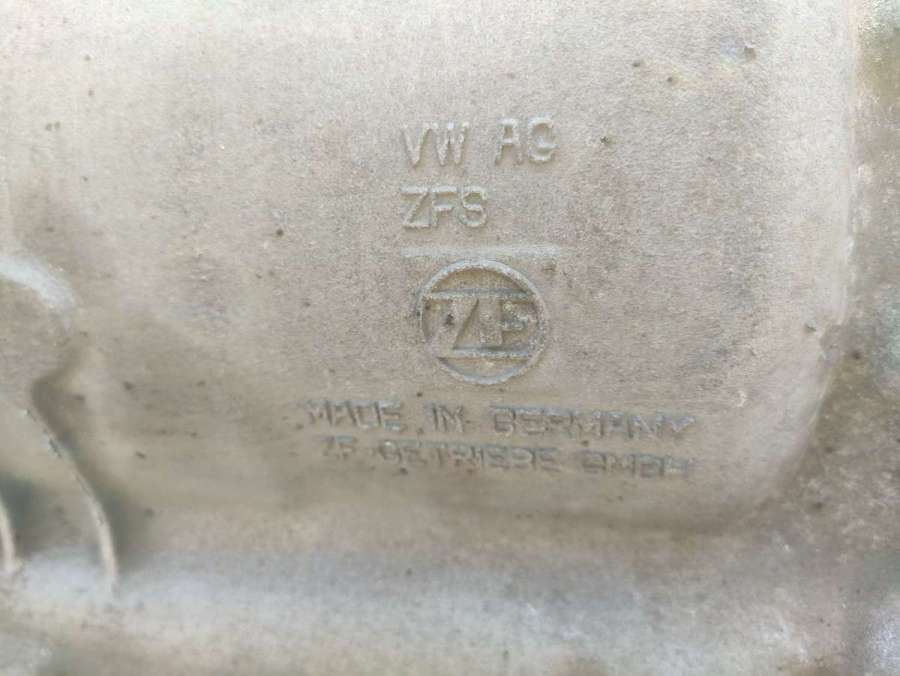 VW AG
ZFS
ZF
MADE IN GERMANY
ZF GETRIEBE GMBH